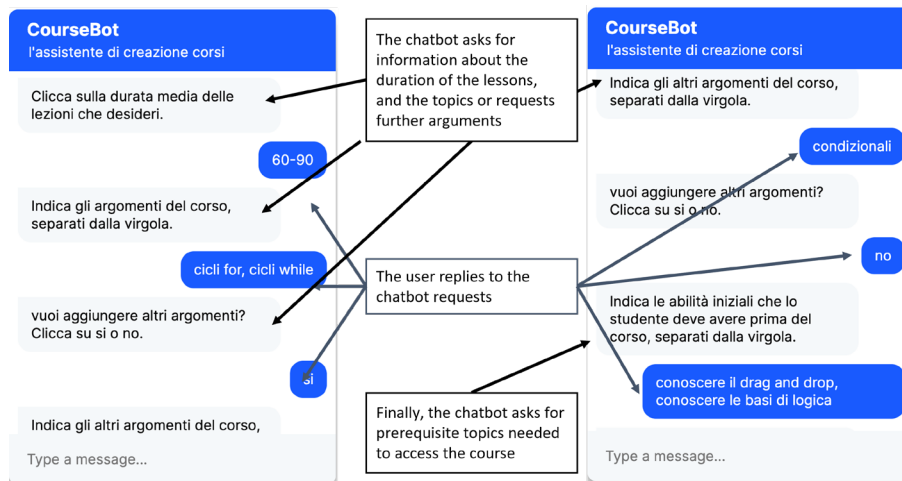 CourseBot
l'assistente di creazione corsi
Clicca sulla durata media delle
lezioni che desideri.
60-90
Indica gli argomenti del corso,
separati dalla virgola.
cicli for, cicli while
vuoi aggiungere altri argomenti?
Clicca su si o no.
si
Indica gli altri argomenti del corso,
Type a message...
The chatbot asks for
information about the
duration of the lessons,
and the topics or requests
further arguments
The user replies to the
chatbot requests
Finally, the chatbot asks for
prerequisite topics needed
to access the course
CourseBot
l'assistente di creazione corsi
Indica gli altri argomenti del corso,
separati dalla virgola.
condizionali
vuoi aggiungere altri argomenti?
Clicca su si o no.
no
Indica le abilità iniziali che lo
studente deve avere prima del
corso, separati dalla virgola.
conoscere il drag and drop,
conoscere le basi di logica
Type a message...